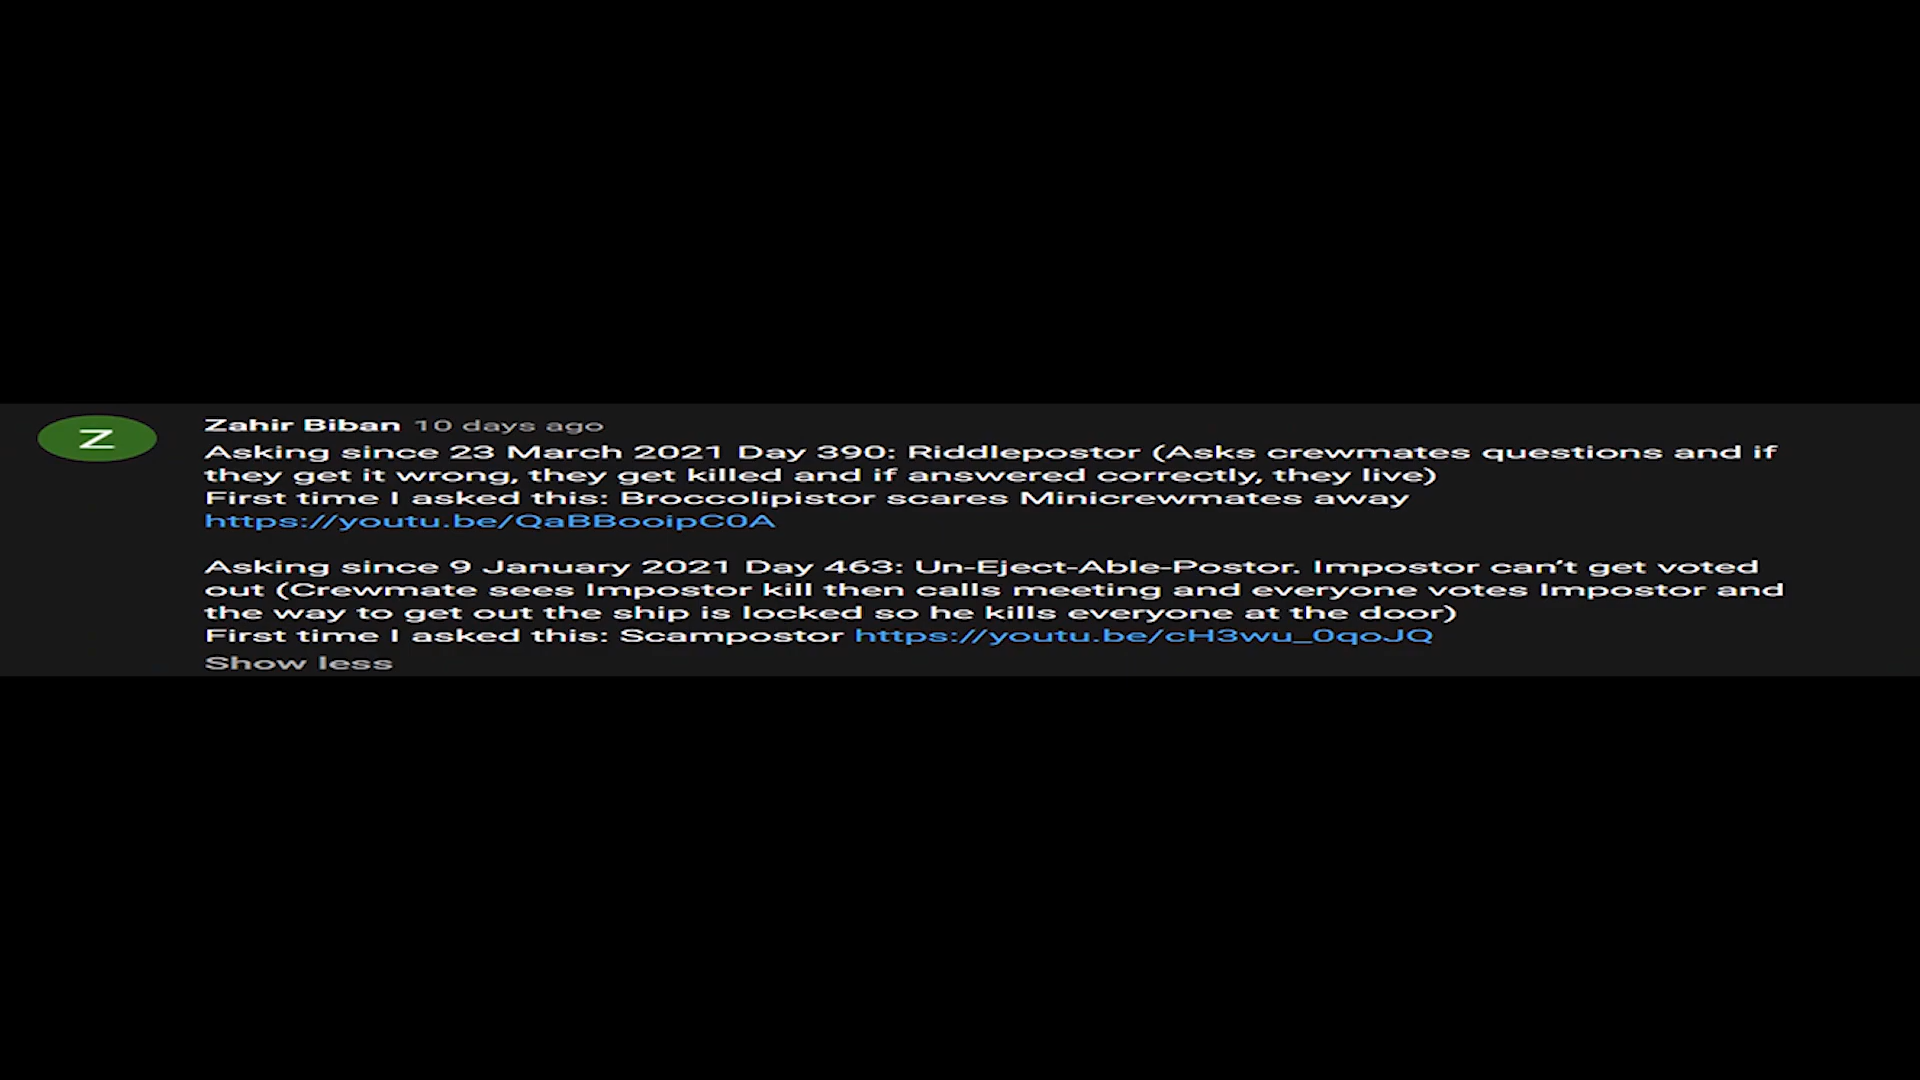 Z
Zahir Biban 10 days ago
Asking since 23 March 2021 Day 390: Riddlepostor (Asks crewmates questions and if
they get it wrong, they get killed and if answered correctly, they live)
First time I asked this: Broccolipistor scares Minicrewmates away
https://youtu.be/QaBBooipC0A
Asking since 9 January 2021 Day 463: Un-Eject-Able-Postor. Impostor can't get voted
out (Crewmate sees Impostor kill then calls meeting and everyone votes Impostor and
the way to get out the ship is locked so he kills everyone at the door)
First time I asked this: Scampostor https://youtu.be/cH3wu_0qoJQ
Show less